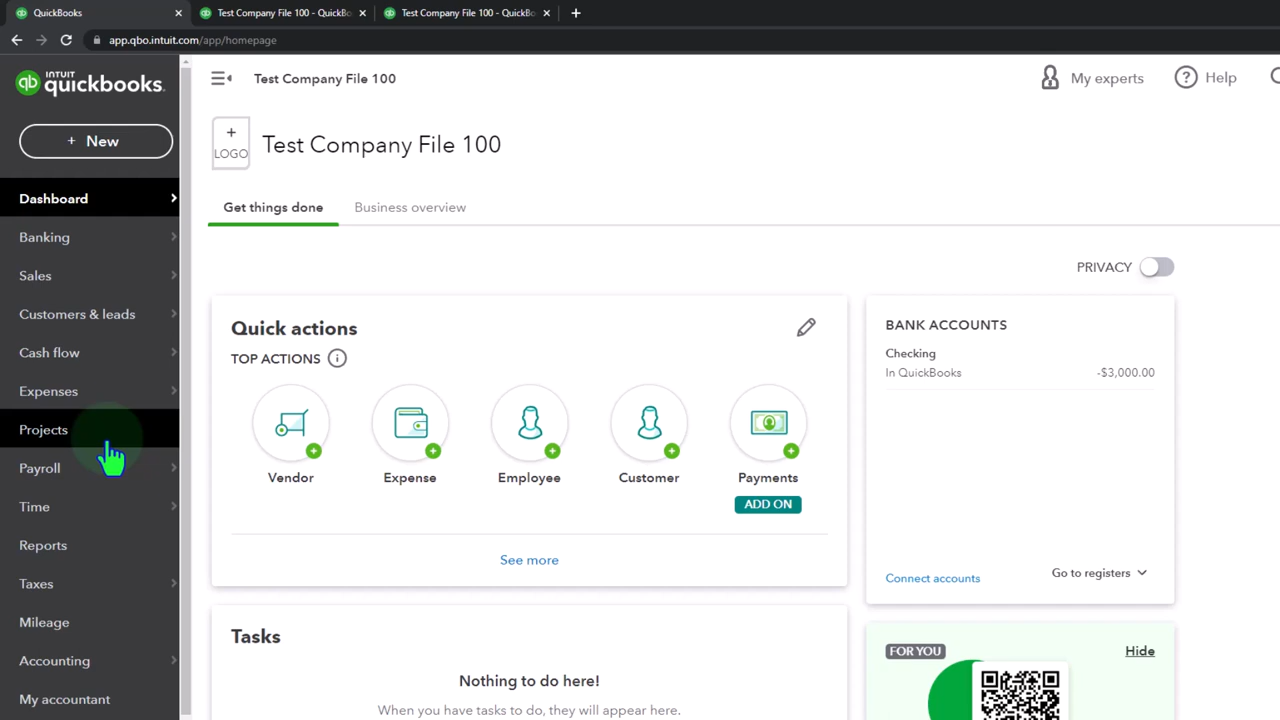 QuickBooks
Test Company File 100 - QuickBo
Test Company File 100 - QuickBo
app.qbo.intuit.com/app/homepage
INTUIT
quickbooks.
Test Company File 100
My experts
Help
+ New
+
LOGO
Test Company File 100
Dashboard
Banking
Sales
Customers & leads
Cash flow
Expenses
Projects
Payroll
Time
Reports
Taxes
Mileage
Accounting
My accountant
Get things done
Business overview
PRIVACY
Quick actions
TOP ACTIONS
Vendor
Expense
Employee
Customer
Payments
ADD ON
See more
BANK ACCOUNTS
Checking
In QuickBooks
-$3,000.00
Connect accounts
Go to registers
Tasks
Nothing to do here!
When you have tasks to do, they will appear here.
FOR YOU
Hide